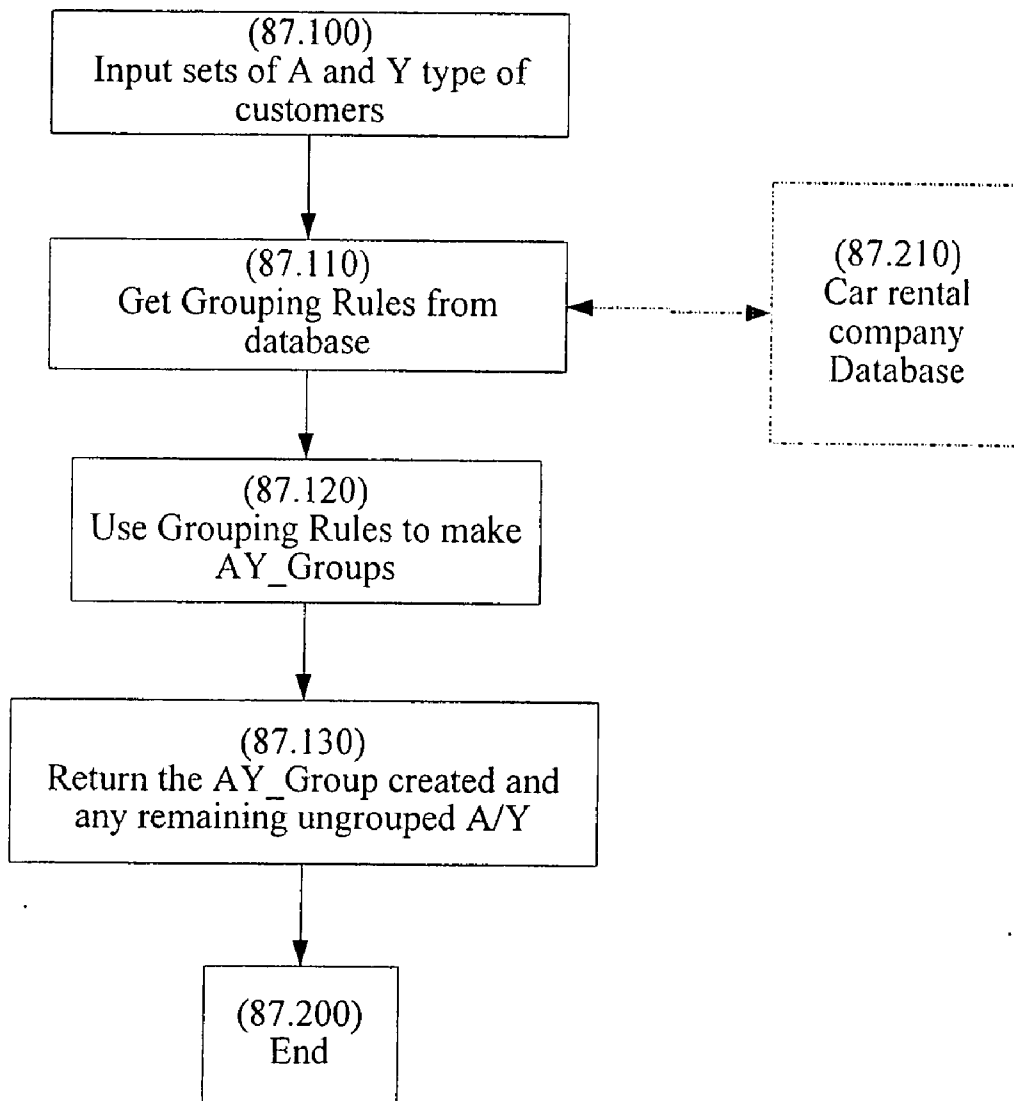 (87.100)
Input sets of A and Y type of
customers
(87.110)
Get Grouping Rules from
database
(87.210)
Car rental
company
Database
(87.120)
Use Grouping Rules to make
AY_Groups
(87.130)
Return the AY_Group created and
any remaining ungrouped A/Y
(87.200)
End